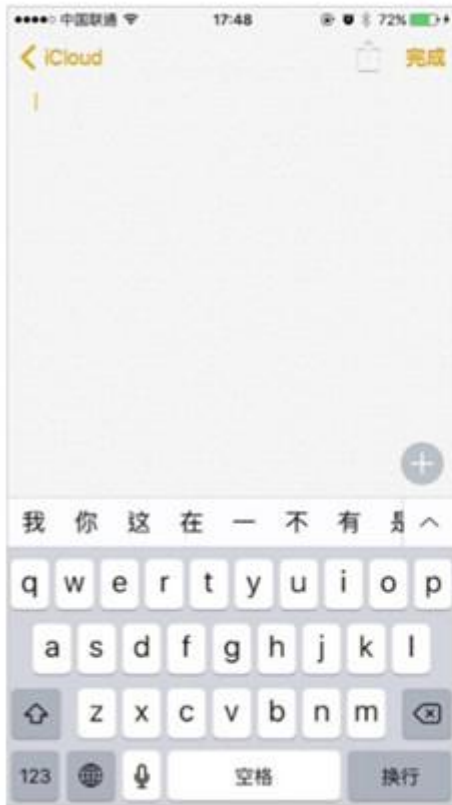 中国联通 17:48 72%
iCloud 完成
我 你 这 在 一 不 有 是
q w e r t y u i o p
a s d f g h j k l
z x c v b n m
123 空格 换行